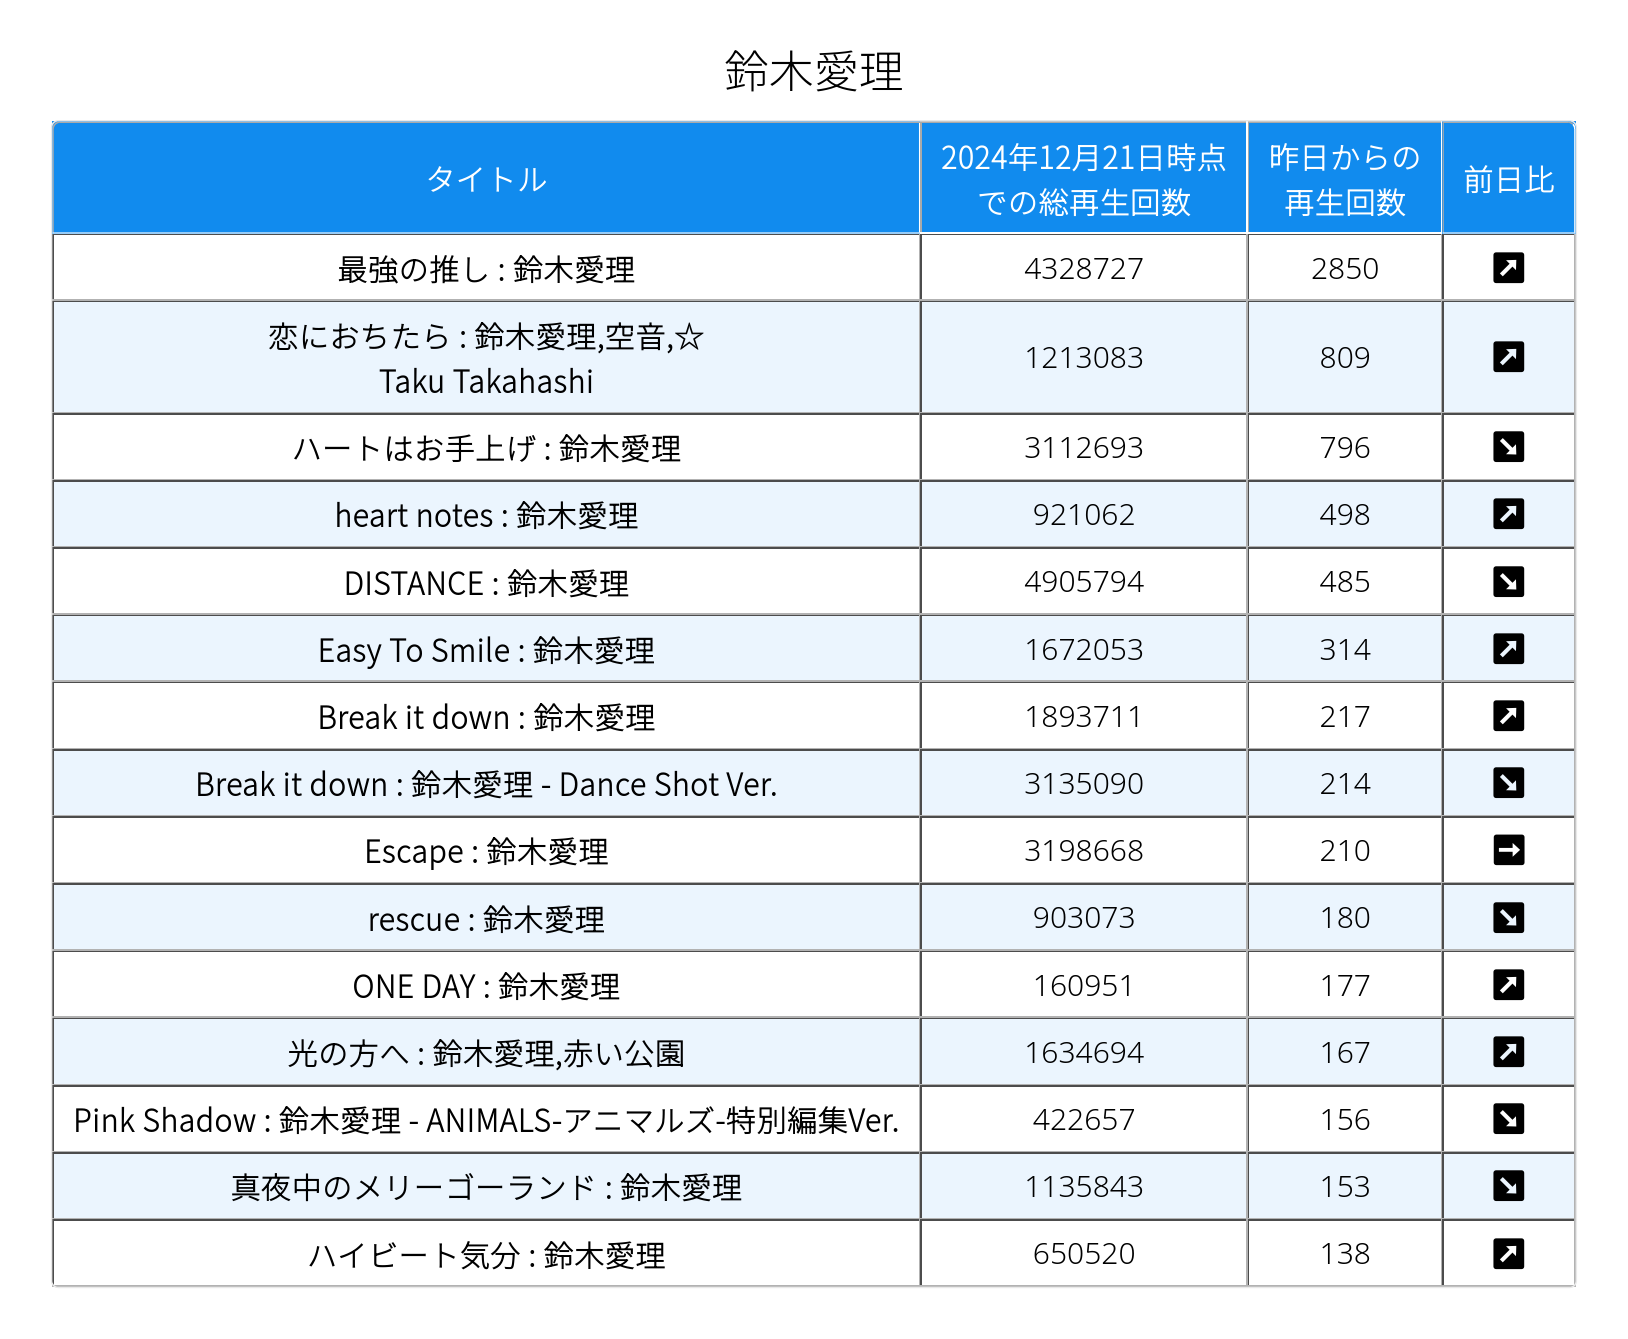 鈴木愛理
タイトル
2024年12月21日時点
での総再生回数
昨日からの
再生回数
前日比
最強の推し : 鈴木愛理 4328727 2850
恋におちたら : 鈴木愛理,空音,☆
Taku Takahashi
1213083 809
ハートはお手上げ : 鈴木愛理 3112693 796
heart notes : 鈴木愛理 921062 498
DISTANCE : 鈴木愛理 4905794 485
Easy To Smile : 鈴木愛理 1672053 314
Break it down : 鈴木愛理 1893711 217
Break it down : 鈴木愛理 - Dance Shot Ver. 3135090 214
Escape : 鈴木愛理 3198668 210
rescue : 鈴木愛理 903073 180
ONE DAY : 鈴木愛理 160951 177
光の方へ : 鈴木愛理,赤い公園 1634694 167
Pink Shadow : 鈴木愛理 - ANIMALS-アニマルズ-特別編集Ver. 422657 156
真夜中のメリーゴーランド : 鈴木愛理 1135843 153
ハイビート気分 : 鈴木愛理 650520 138